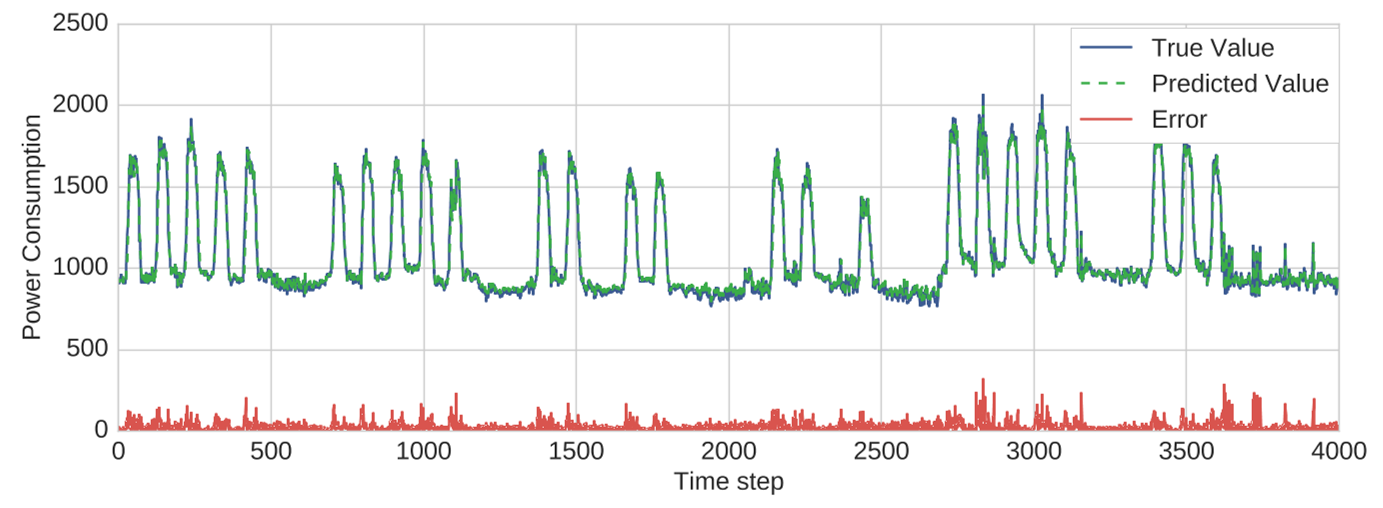 2500
2000
1500
1000
500
0
Power Consumption
True Value
Predicted Value
Error
0 500 1000 1500 2000 2500 3000 3500 4000
Time step